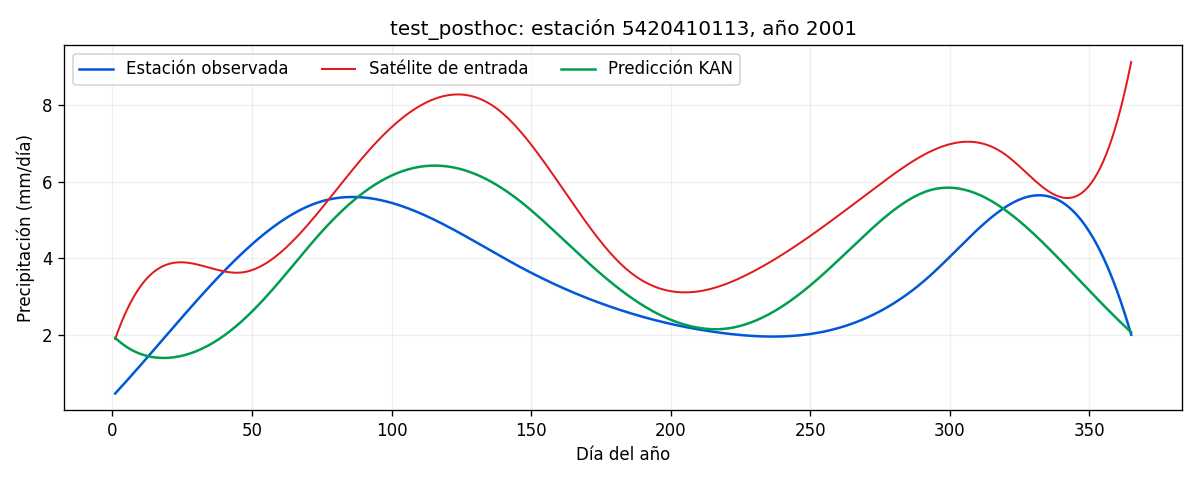 test_posthoc: estación 5420410113, año 2001
Estación observada Satélite de entrada Predicción KAN
Precipitación (mm/día)
8
6
4
2
0 50 100 150 200 250 300 350
Día del año